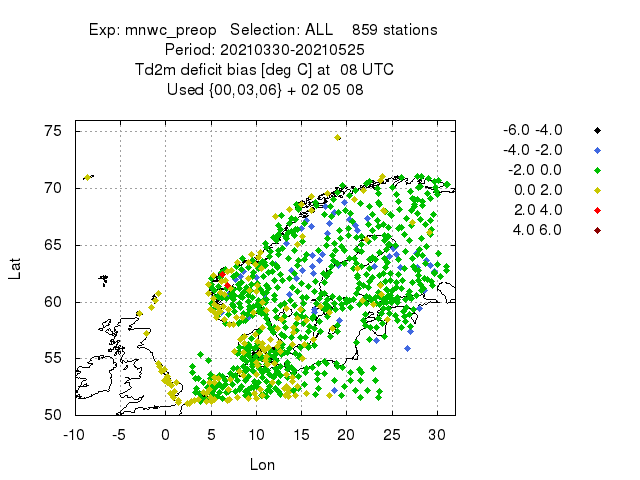 Exp: mnwc_preop Selection: ALL 859 stations
Period: 20210330-20210525
Td2m deficit bias [deg C] at 08 UTC
Used {00,03,06} + 02 05 08
-6.0 -4.0
-4.0 -2.0
-2.0 0.0
0.0 2.0
2.0 4.0
4.0 6.0
75
70
65
60
55
50
Lat
-10 -5 0 5 10 15 20 25 30
Lon